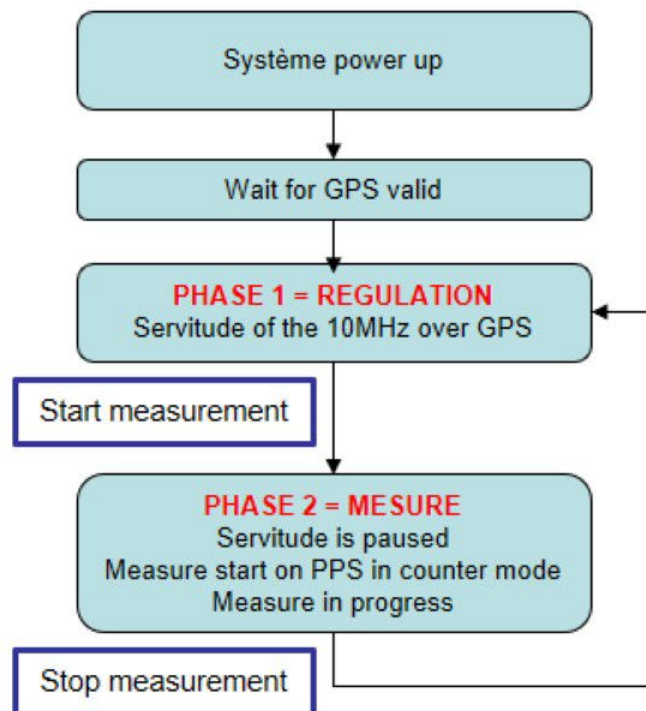 Système power up
Wait for GPS valid
PHASE 1 = REGULATION
Servitude of the 10MHz over GPS
Start measurement
PHASE 2 = MESURE
Servitude is paused
Measure start on PPS in counter mode
Measure in progress
Stop measurement